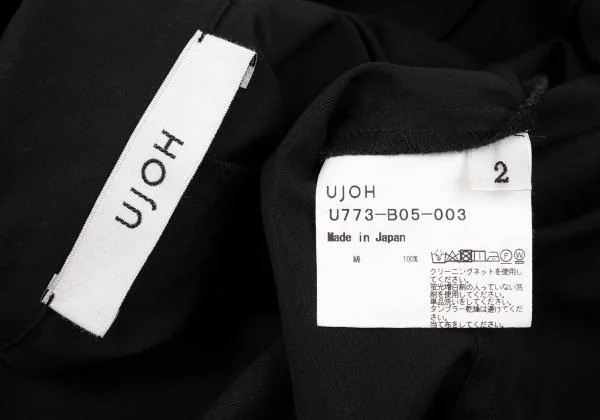 UJOH
2
UJOH
U773-B05-003
Made in Japan
綿 100%
クリーニングネットを使用し
てください。
蛍光増白剤の入っていない洗
剤を使用してください。
単品洗いをしてください。
タンブラー乾燥は避けてくだ
さい。
当て布をしてください。